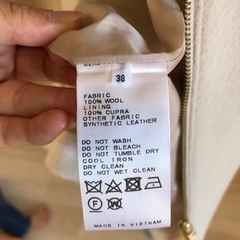 38
FABRIC
100% WOOL
LINING
100% CUPRA
OTHER FABRIC
SYNTHETIC LEATHER
DO NOT WASH
DO NOT BLEACH
DO NOT TUMBLE DRY
COOL IRON
DRY CLEAN
DO NOT WET CLEAN
MADE IN VIETNAM